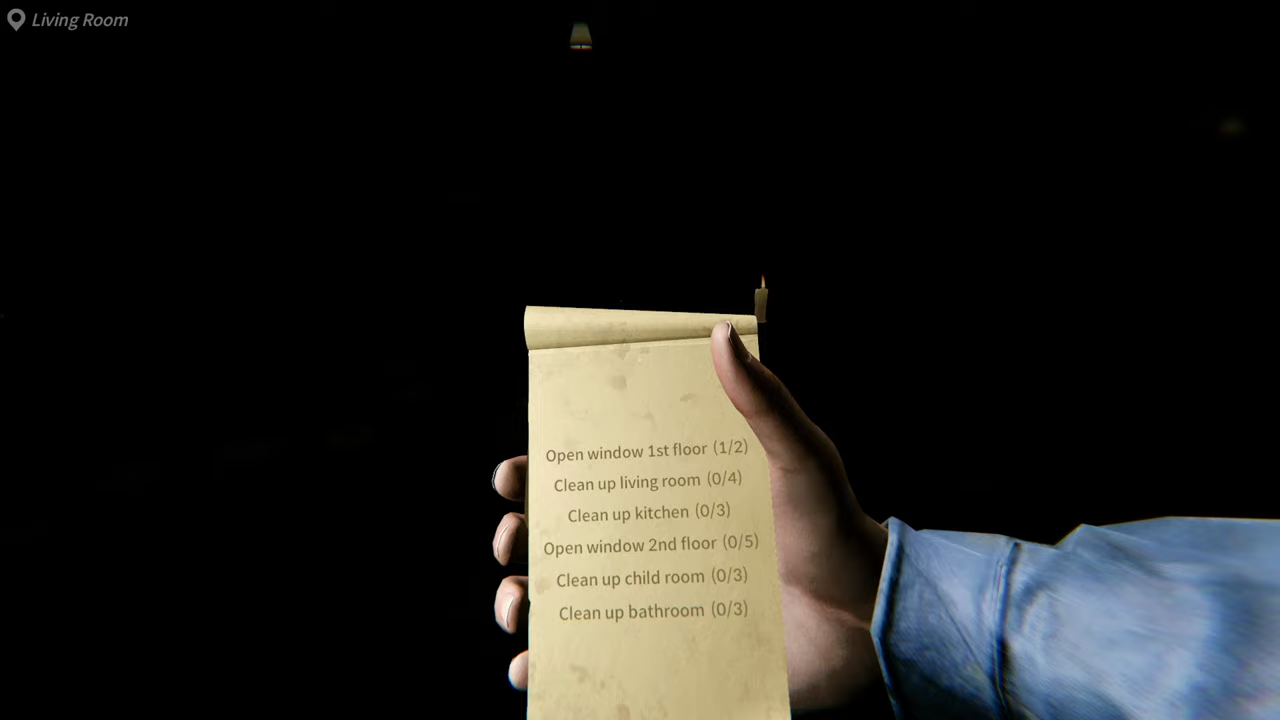 Living Room
Open window 1st floor (1/2)
Clean up living room (0/4)
Clean up kitchen (0/3)
Open window 2nd floor (0/5)
Clean up child room (0/3)
Clean up bathroom (0/3)